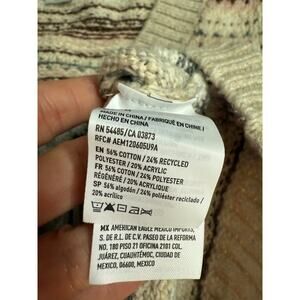 MADE IN CHINA / FABRIQUÉ EN CHINE /
HECHO EN CHINA
RN 54485/CA 03873
RFC# AEM120605U9A
EN 56% COTTON / 24% RECYCLED
POLYESTER / 20% ACRYLIC
FR 56% COTON / 24% POLYESTER
RÉGÉNÉRÉ / 20% ACRYLIQUE
SP 56% algodón / 24% poliéster reciclado /
20% acrílico
MX AMERICAN EAGLE MEXICO
S. DE R.L. DE C.V. PASEO DE LA REFORMA
NO. 180 PISO 21 OFICINA 2101 COL.
JUÁREZ, CUAUHTÉMOC, CIUDAD DE
MÉXICO, 06600, MEXICO